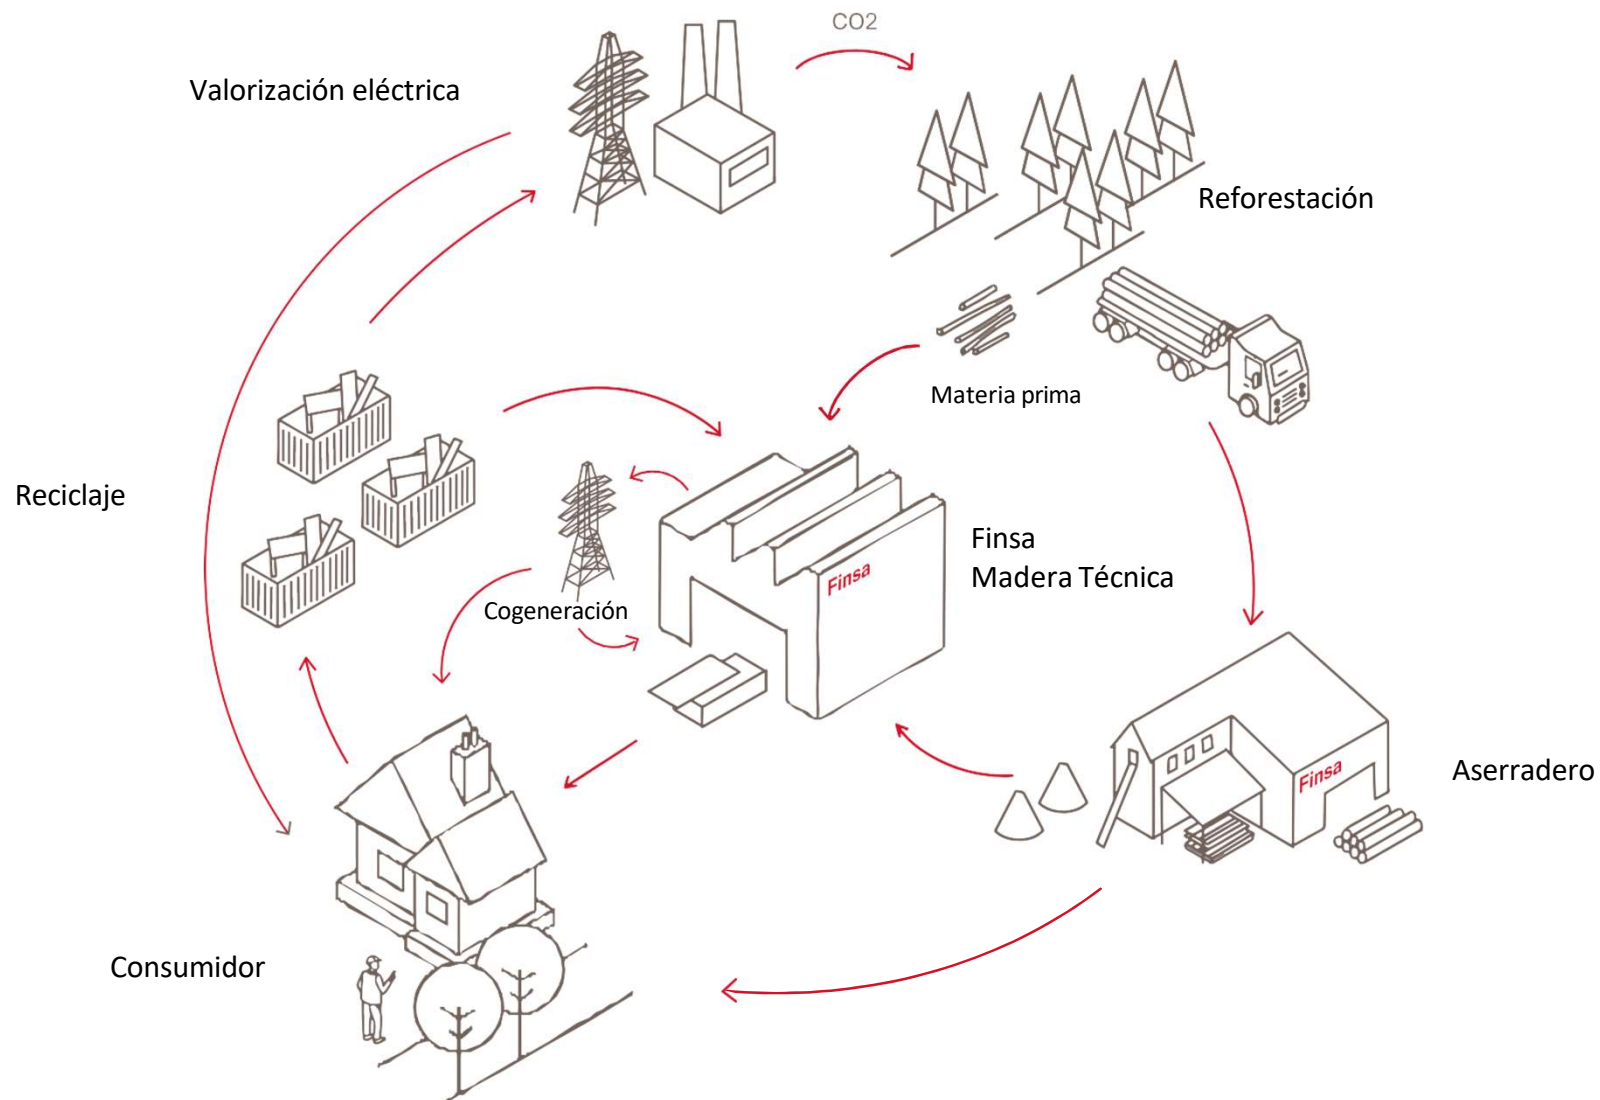 CO2
Valorización eléctrica
Reforestación
Materia prima
Reciclaje
Finsa
Madera Técnica
Finsa
Cogeneración
Aserradero
Finsa
Consumidor